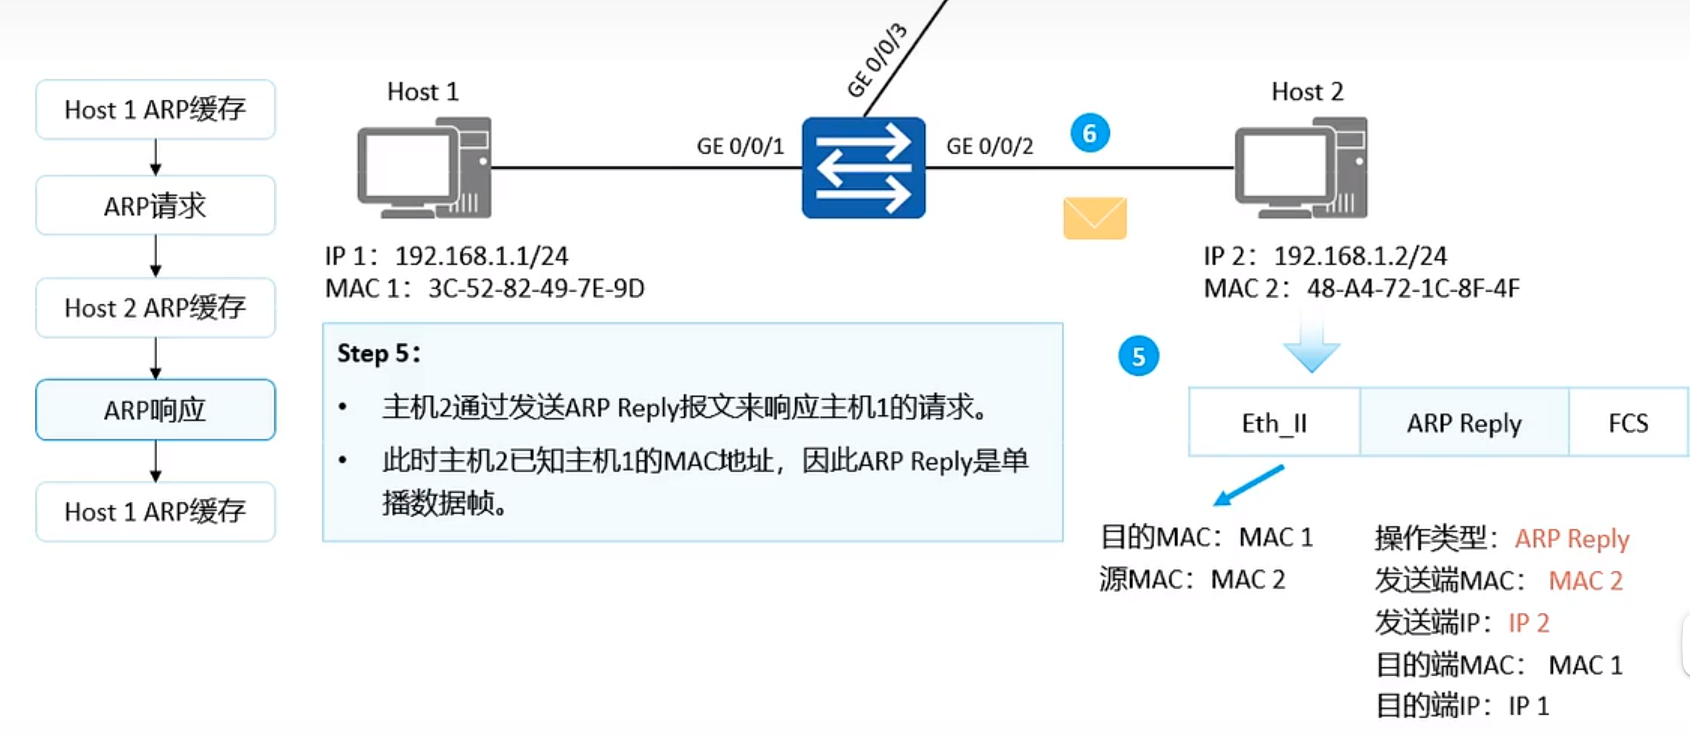 Host 1 ARP缓存
ARP请求
Host 2 ARP缓存
ARP响应
Host 1 ARP缓存
GE 0/0/3
Host 1
Host 2
GE 0/0/1
GE 0/0/2
6
IP 1：192.168.1.1/24
MAC 1：3C-52-82-49-7E-9D
IP 2：192.168.1.2/24
MAC 2：48-A4-72-1C-8F-4F
Step 5：
• 主机2通过发送ARP Reply报文来响应主机1的请求。
• 此时主机2已知主机1的MAC地址，因此ARP Reply是单
播数据帧。
5
Eth_II
ARP Reply
FCS
目的MAC：MAC 1
源MAC：MAC 2
操作类型：ARP Reply
发送端MAC： MAC 2
发送端IP：IP 2
目的端MAC： MAC 1
目的端IP：IP 1